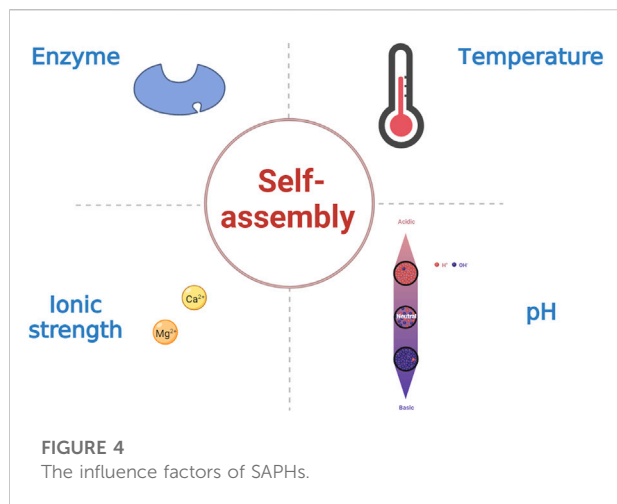 Enzyme
Temperature
Self-
assembly
Acidic
H⁺
OH⁻
Neutral
Basic
Ionic
strength
Ca²⁺
Mg²⁺
pH
FIGURE 4
The influence factors of SAPHs.